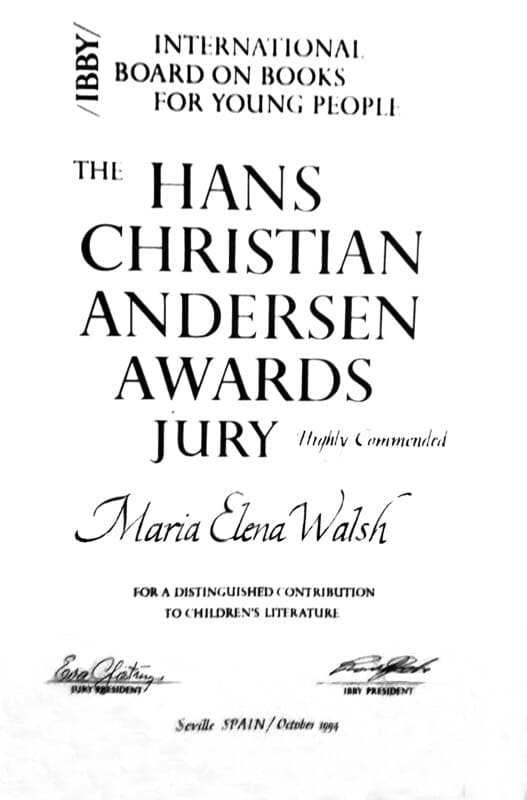 /IBBY/
INTERNATIONAL
BOARD ON BOOKS
FOR YOUNG PEOPLE
THE HANS
CHRISTIAN
ANDERSEN
AWARDS
JURY Highly Commended
Maria Elena Walsh
FOR A DISTINGUISHED CONTRIBUTION
TO CHILDREN'S LITERATURE
JURY PRESIDENT
IBBY PRESIDENT
Seville SPAIN / October 1994